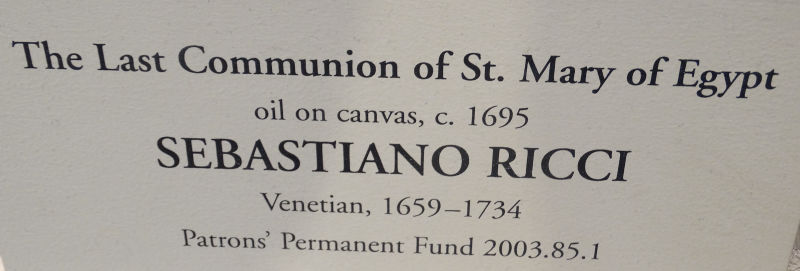 The Last Communion of St. Mary of Egypt
oil on canvas, c. 1695
SEBASTIANO RICCI
Venetian, 1659–1734
Patrons' Permanent Fund 2003.85.1